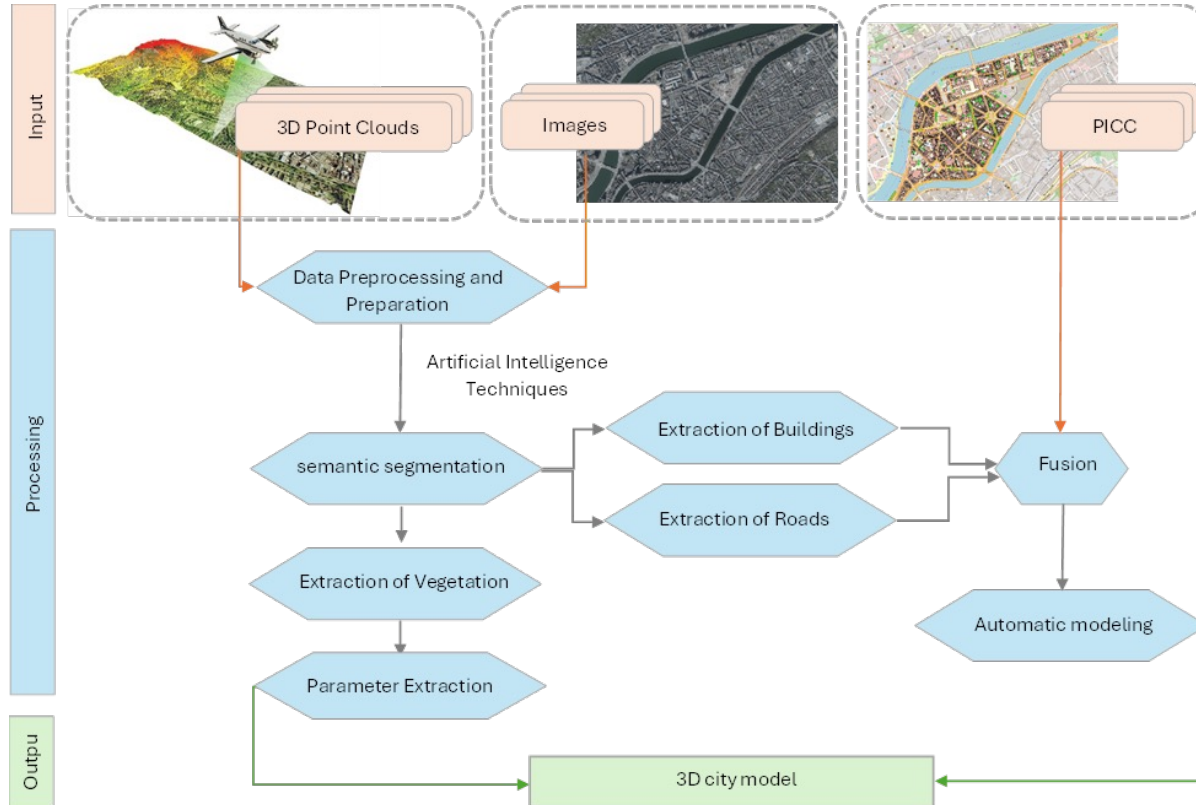 Input
3D Point Clouds
Images
PICC
Processing
Data Preprocessing and
Preparation
Artificial Intelligence
Techniques
semantic segmentation
Extraction of Buildings
Extraction of Roads
Fusion
Extraction of Vegetation
Automatic modeling
Parameter Extraction
Outpu
3D city model